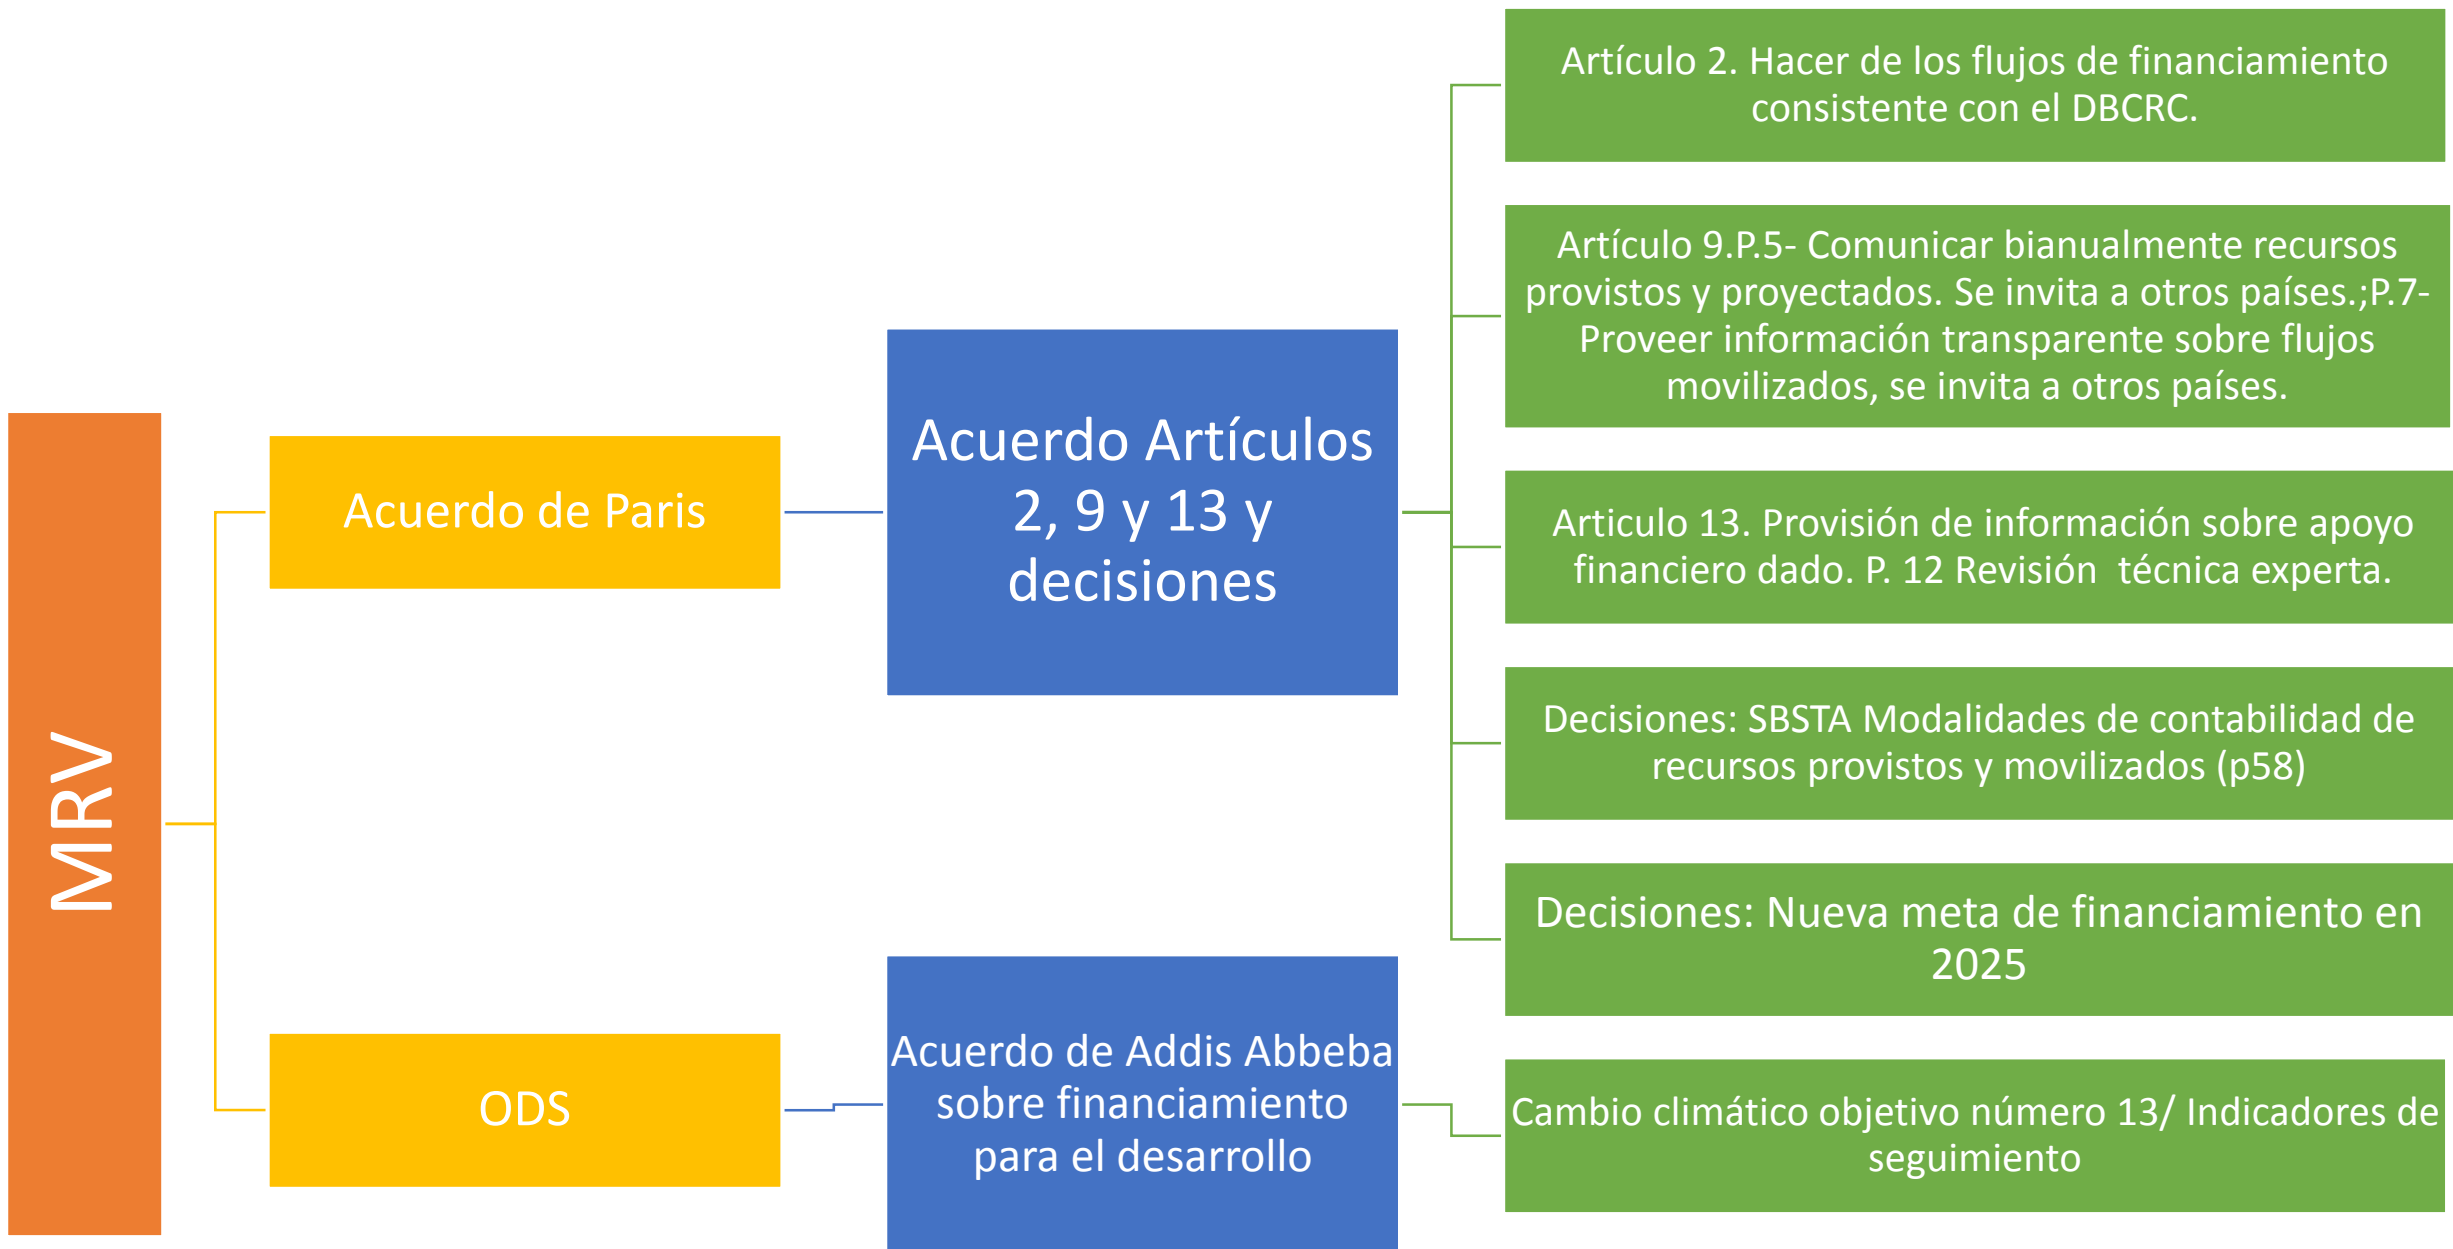 MRV
Acuerdo de Paris
Acuerdo Artículos
2, 9 y 13 y
decisiones
Artículo 2. Hacer de los flujos de financiamiento
consistente con el DBCRC.
Artículo 9.P.5- Comunicar bianualmente recursos
provistos y proyectados. Se invita a otros países.;P.7-
Proveer información transparente sobre flujos
movilizados, se invita a otros países.
Articulo 13. Provisión de información sobre apoyo
financiero dado. P. 12 Revisión  técnica experta.
Decisiones: SBSTA Modalidades de contabilidad de
recursos provistos y movilizados (p58)
Decisiones: Nueva meta de financiamiento en
2025
ODS
Acuerdo de Addis Abbeba
sobre financiamiento
para el desarrollo
Cambio climático objetivo número 13/ Indicadores de
seguimiento